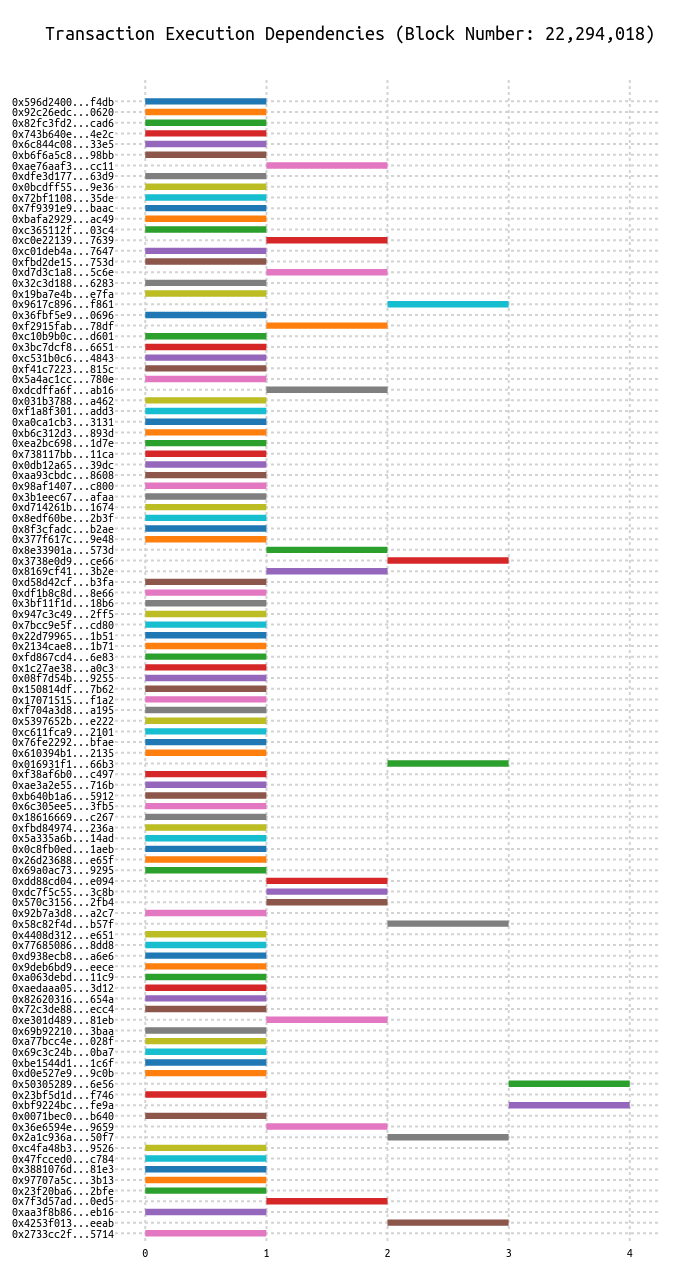 Transaction Execution Dependencies (Block Number: 22,294,018)
0x596d2400...f4db
0x92c26edc...0620
0x82fc3fd2...cad6
0x743b640e...4e2c
0x6c844c08...33e5
0xb6f6a5c8...98bb
0xae76aaf3...cc11
0xdfe3d177...63d9
0x0bcdff55...9e36
0x72bf1108...35de
0x7f9391e9...baac
0xbafa2929...ac49
0xc365112f...03c4
0xc0e22139...7639
0xc01deb4a...7647
0xfbd2de15...753d
0xd7d3c1a8...5c6e
0x32c3d188...6283
0x19ba7e4b...e7fa
0x9617c896...f861
0x36fbf5e9...0696
0xf2915fab...78df
0xc10b9b0c...d601
0x3bc7dcf8...6651
0xc531b0c6...4843
0xf41c7223...815c
0x5a4ac1cc...780e
0xdcdffa6f...ab16
0x031b3788...a462
0xf1a8f301...add3
0xa0ca1cb3...3131
0xb6c312d3...893d
0xea2bc698...1d7e
0x738117bb...11ca
0x0db12a65...39dc
0xaa93cbdc...8608
0x98af1407...c800
0x3b1eec67...afaa
0xd714261b...1674
0x8edf60be...2b3f
0x8f3cfadc...b2ae
0x377f617c...9e48
0x8e33901a...573d
0x3738e0d9...ce66
0x8169cf41...3b2e
0xd58d42cf...b3fa
0xdf1b8c8d...8e66
0x3bf11f1d...18b6
0x947c3c49...2ff5
0x7bcc9e5f...cd80
0x22d79965...1b51
0x2134cae8...1b71
0xfd867cd4...6e83
0x1c27ae38...a0c3
0x08f7d54b...9255
0x150814df...7b62
0x17071515...f1a2
0xf704a3d8...a195
0x5397652b...e222
0xc611fca9...2101
0x76fe2292...bfae
0x610394b1...2135
0x016931f1...66b3
0xf38af6b0...c497
0xae3a2e55...716b
0xb640b1a6...5912
0x6c305ee5...3fb5
0x18616669...c267
0xfbd84974...236a
0x5a335a6b...14ad
0x0c8fb0ed...1aeb
0x26d23688...e65f
0x69a0ac73...9295
0xdd88cd04...e094
0xdc7f5c55...3c8b
0x570c3156...2fb4
0x92b7a3d8...a2c7
0x58c82f4d...b57f
0x4408d312...e651
0x77685086...8dd8
0xd938ecb8...a6e6
0x9deb6bd9...eece
0xa063debd...11c9
0xaedaaa05...3d12
0x82620316...654a
0x72c3de88...ecc4
0xe301d489...81eb
0x69b92210...3baa
0xa77bcc4e...028f
0x69c3c24b...0ba7
0xbe1544d1...1c6f
0xd0e527e9...9c0b
0x50305289...6e56
0x23bf5d1d...f746
0xbf9224bc...fe9a
0x0071bec0...b640
0x36e6594e...9659
0x2a1c936a...50f7
0xc4fa48b3...9526
0x47fcced0...c784
0x3881076d...81e3
0x97707a5c...3b13
0x23f20ba6...2bfe
0x7f3d57ad...0ed5
0xaa3f8b86...eb16
0x4253f013...eeab
0x2733cc2f...5714
0 1 2 3 4